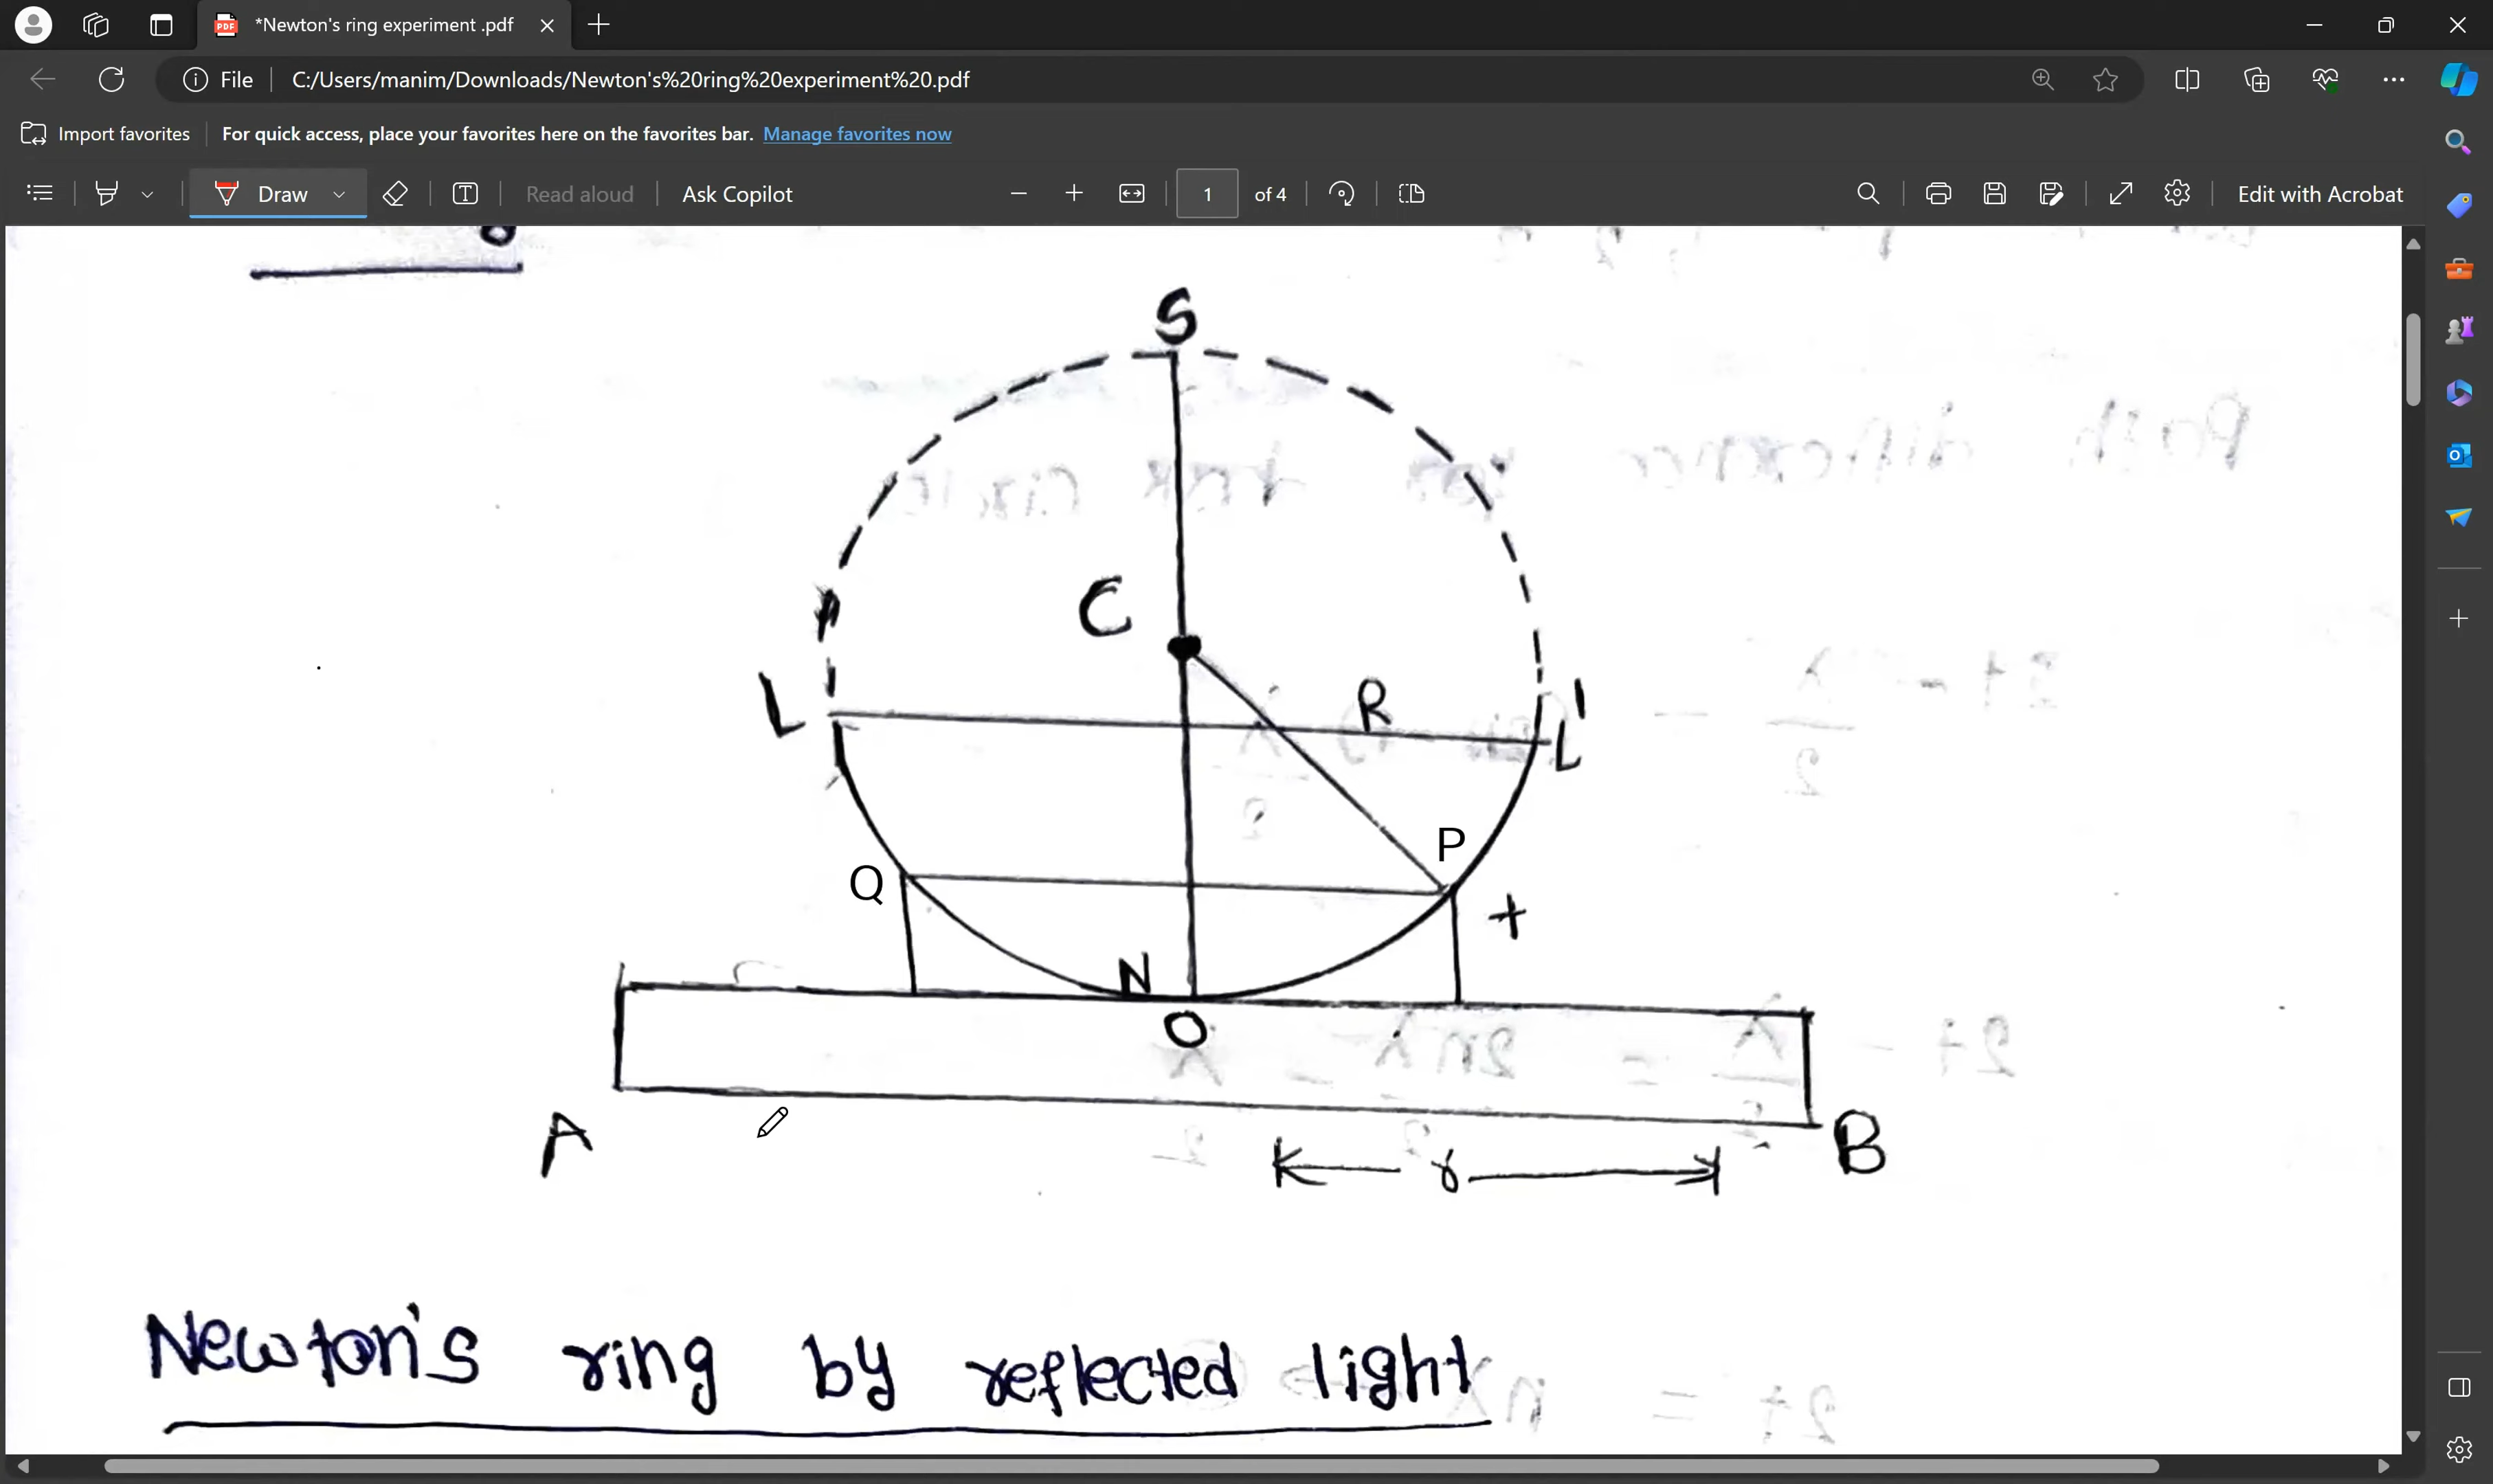 *Newton's ring experiment .pdf
File C:/Users/manim/Downloads/Newton's%20ring%20experiment%20.pdf
Import favorites For quick access, place your favorites here on the favorites bar. Manage favorites now
Draw Read aloud Ask Copilot 1 of 4 Edit with Acrobat
S
C
L R L'
Q P
t
N
O
A B
r
Newton's ring by reflected light